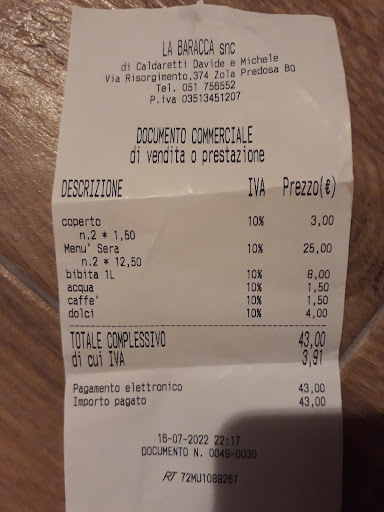 LA BARACCA snc
di Caldaretti Davide e Michele
Via Risorgimento,374 Zola Predosa BO
Tel. 051 756552
P.iva 03513451207
DOCUMENTO COMMERCIALE
di vendita o prestazione
DESCRIZIONE IVA Prezzo(€)
coperto 10% 3,00
n.2 * 1,50
Menu' Sera 10% 25,00
n.2 * 12,50
bibita 1L 10% 8,00
acqua 10% 1,50
caffe' 10% 1,50
dolci 10% 4,00
TOTALE COMPLESSIVO 43,00
di cui IVA 3,91
Pagamento elettronico 43,00
Importo pagato 43,00
16-07-2022 22:17
DOCUMENTO N. 0049-0030
RT 72MU1089267